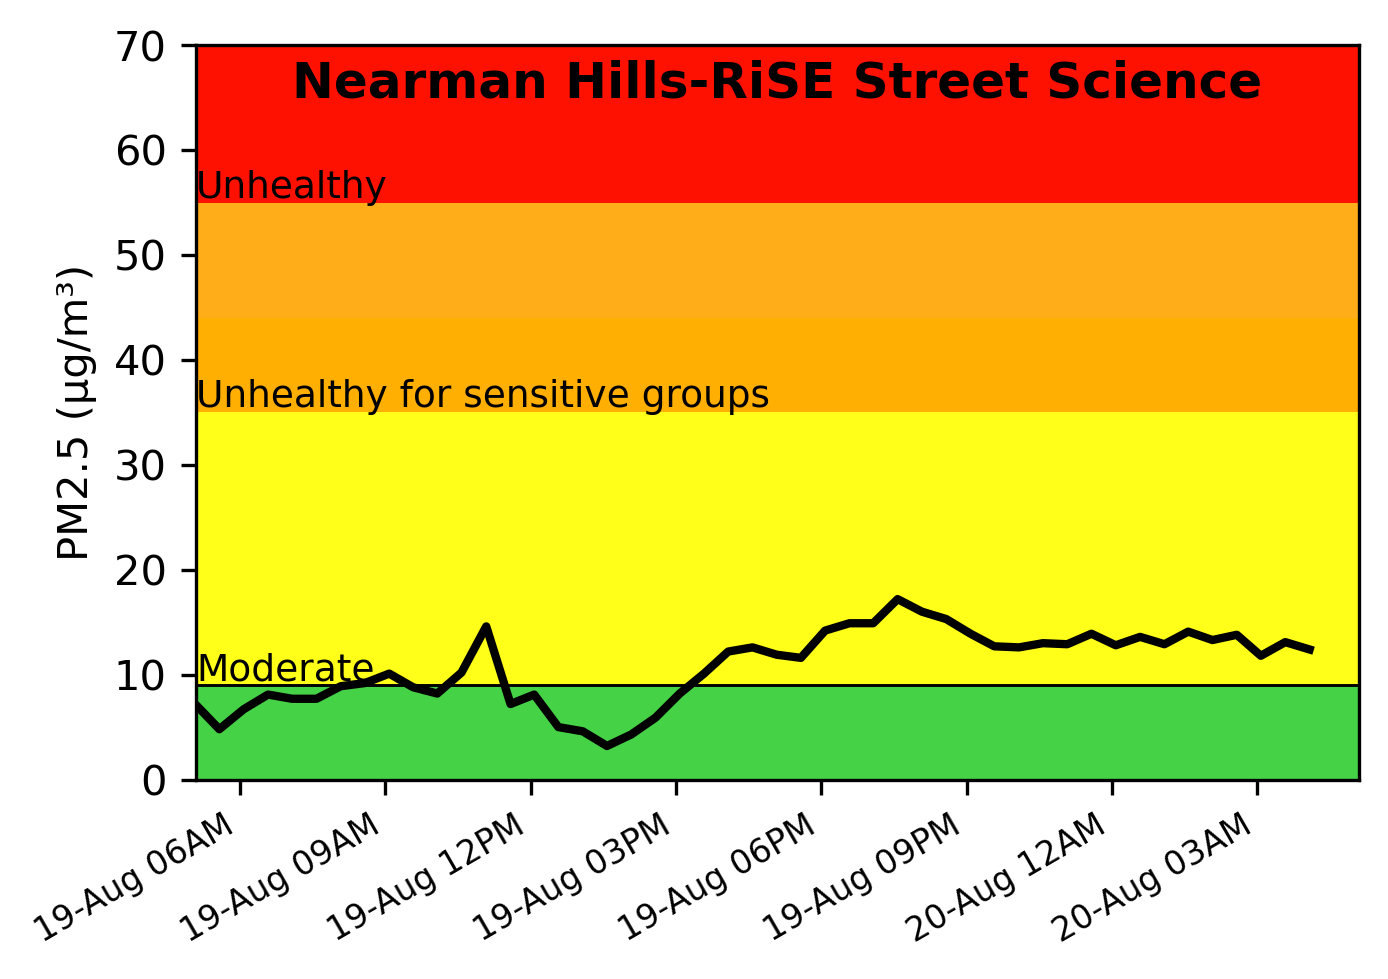 Nearman Hills-RiSE Street Science
Unhealthy
Unhealthy for sensitive groups
Moderate
PM2.5 (µg/m³)
70
60
50
40
30
20
10
0
19-Aug 06AM
19-Aug 09AM
19-Aug 12PM
19-Aug 03PM
19-Aug 06PM
19-Aug 09PM
20-Aug 12AM
20-Aug 03AM